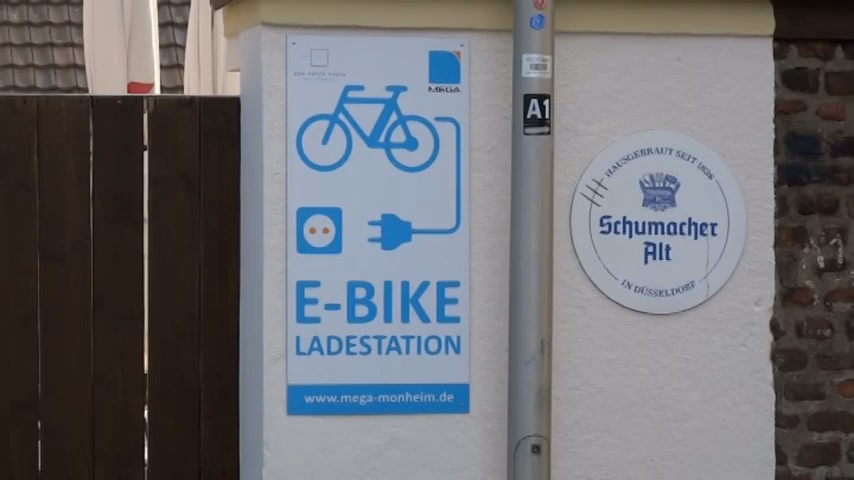 MEGA
E-BIKE
LADESTATION
www.mega-monheim.de
A1
HAUSGEBRAUT SEIT 1838
Schumacher
Alt
IN DÜSSELDORF